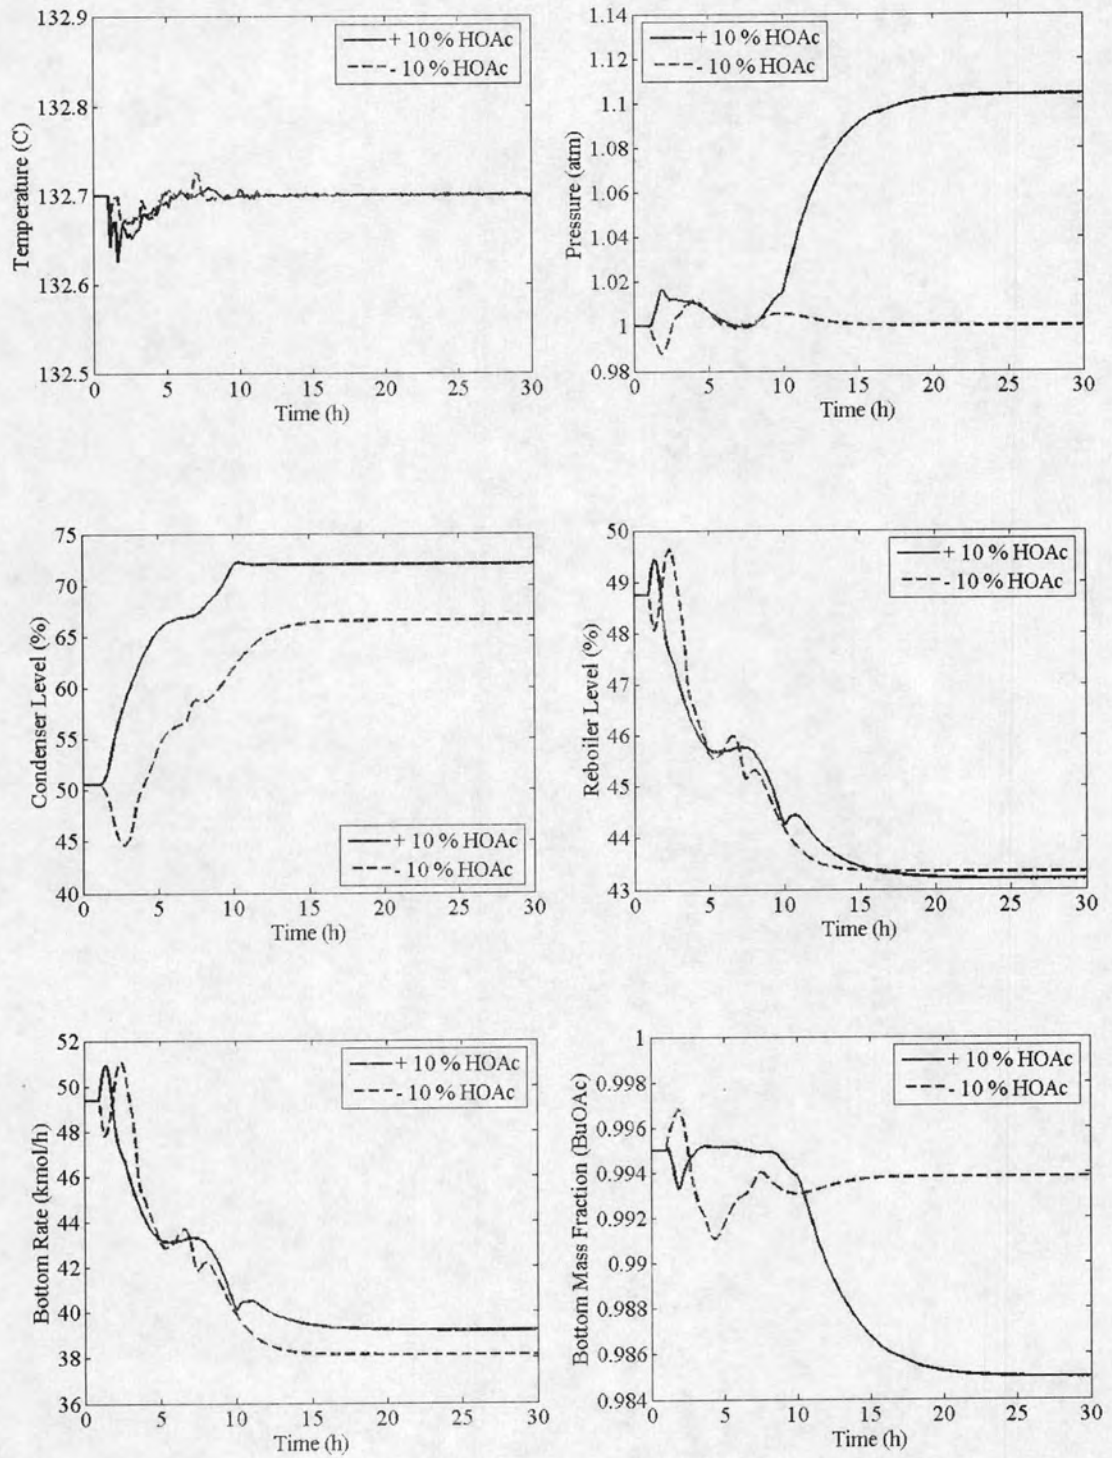 132.9
132.8
132.7
132.6
132.5
Temperature (C)
+ 10 % HOAc
- 10 % HOAc
0 5 10 15 20 25 30
Time (h)
1.14
1.12
1.1
1.08
1.06
1.04
1.02
1
0.98
Pressure (atm)
+ 10 % HOAc
- 10 % HOAc
0 5 10 15 20 25 30
Time (h)
75
70
65
60
55
50
45
40
Condenser Level (%)
+ 10 % HOAc
- 10 % HOAc
0 5 10 15 20 25 30
Time (h)
50
49
48
47
46
45
44
43
Reboiler Level (%)
+ 10 % HOAc
- 10 % HOAc
0 5 10 15 20 25 30
Time (h)
52
50
48
46
44
42
40
38
36
Bottom Rate (kmol/h)
+ 10 % HOAc
- 10 % HOAc
0 5 10 15 20 25 30
Time (h)
1
0.998
0.996
0.994
0.992
0.99
0.988
0.986
0.984
Bottom Mass Fraction (BuOAc)
+ 10 % HOAc
- 10 % HOAc
0 5 10 15 20 25 30
Time (h)